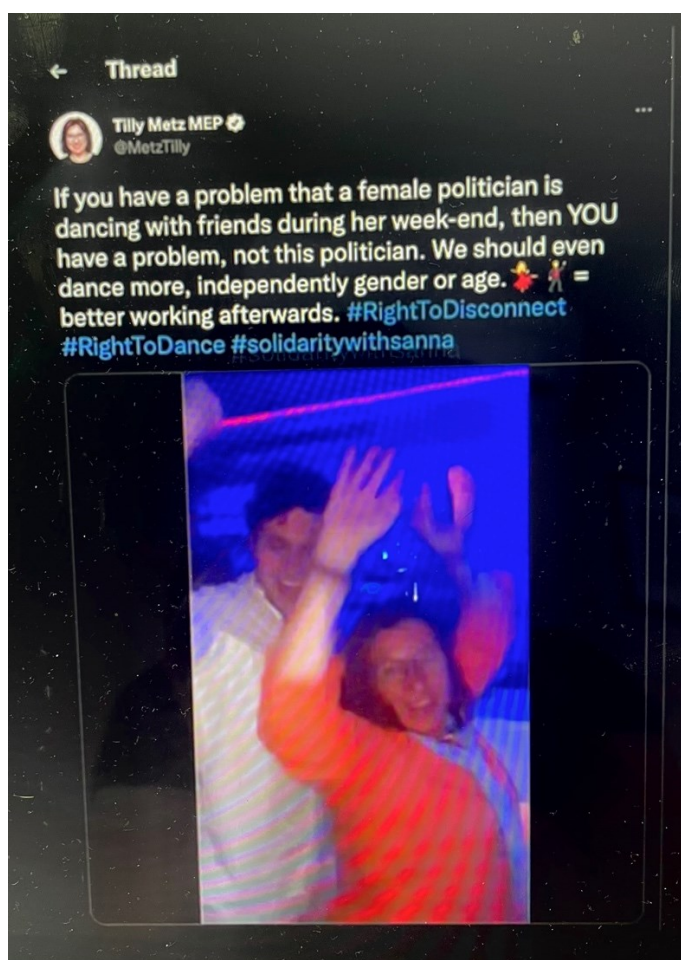 Thread
Tilly Metz MEP
@MetzTilly
If you have a problem that a female politician is
dancing with friends during her week-end, then YOU
have a problem, not this politician. We should even
dance more, independently gender or age. 💃 🕺 =
better working afterwards. #RightToDisconnect
#RightToDance #solidaritywithsanna